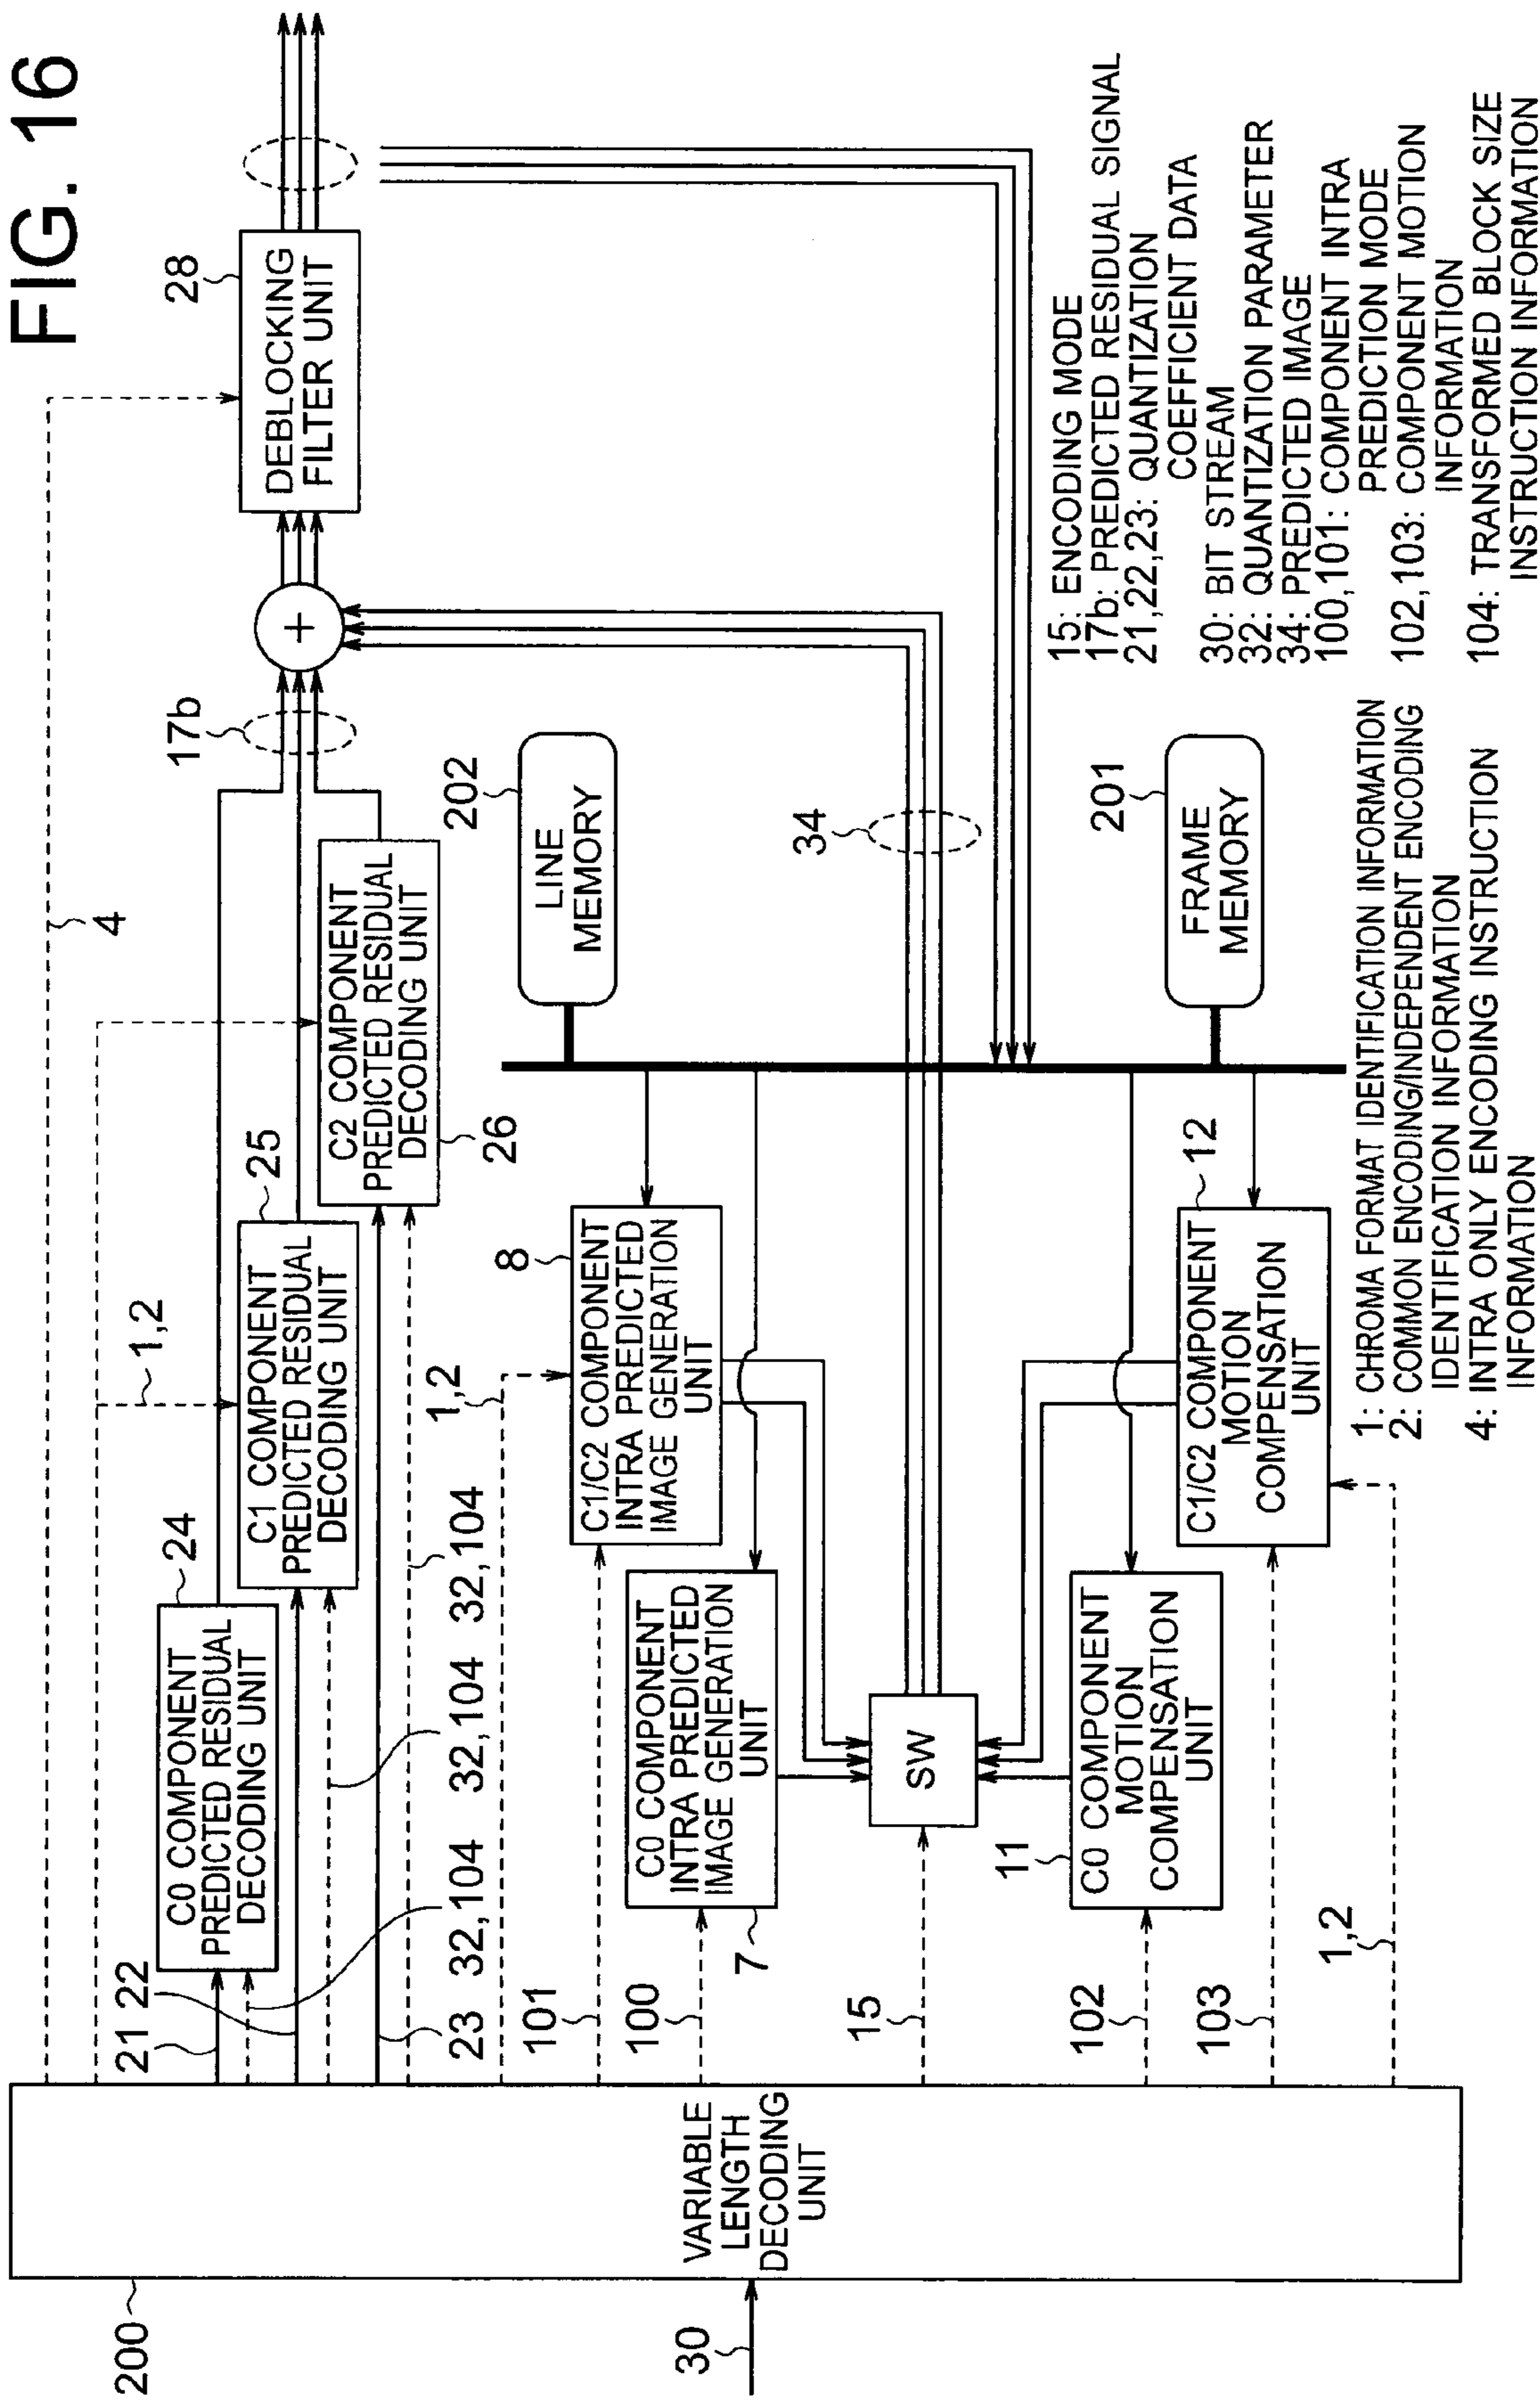 FIG. 16
4
1,2
17b
28
DEBLOCKING
FILTER UNIT
24
C0 COMPONENT
PREDICTED RESIDUAL
DECODING UNIT
25
C1 COMPONENT
PREDICTED RESIDUAL
DECODING UNIT
C2 COMPONENT
PREDICTED RESIDUAL
DECODING UNIT
26
+
21
22
23
32,104
32,104
32,104
200
VARIABLE
LENGTH
DECODING
UNIT
30
1,2
101
100
8
C1/C2 COMPONENT
INTRA PREDICTED
IMAGE GENERATION
UNIT
C0 COMPONENT
INTRA PREDICTED
IMAGE GENERATION
UNIT
7
202
LINE
MEMORY
34
15
SW
201
FRAME
MEMORY
11
C0 COMPONENT
MOTION
COMPENSATION
UNIT
12
C1/C2 COMPONENT
MOTION
COMPENSATION
UNIT
102
103
1,2
1: CHROMA FORMAT IDENTIFICATION INFORMATION
2: COMMON ENCODING/INDEPENDENT ENCODING
IDENTIFICATION INFORMATION
4: INTRA ONLY ENCODING INSTRUCTION
INFORMATION
15: ENCODING MODE
17b: PREDICTED RESIDUAL SIGNAL
21,22,23: QUANTIZATION
COEFFICIENT DATA
30: BIT STREAM
32: QUANTIZATION PARAMETER
34: PREDICTED IMAGE
100,101: COMPONENT INTRA
PREDICTION MODE
102,103: COMPONENT MOTION
INFORMATION
104: TRANSFORMED BLOCK SIZE
INSTRUCTION INFORMATION